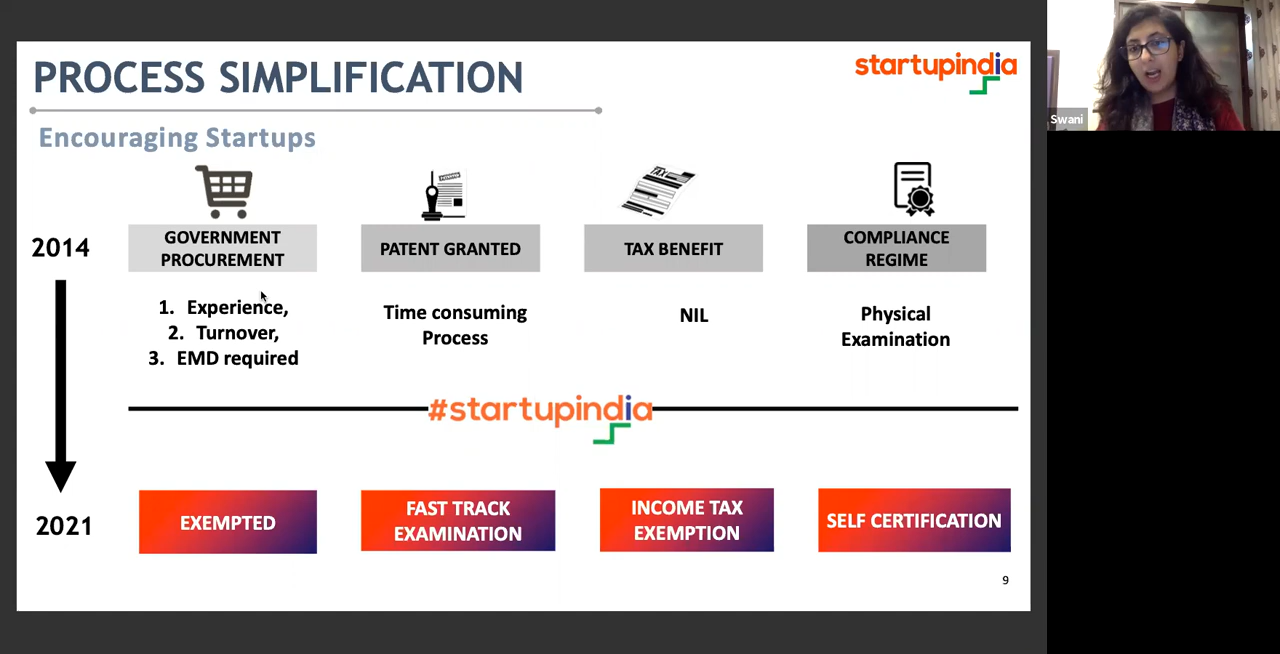 PROCESS SIMPLIFICATION
startupindia
Encouraging Startups
Swani
2014
GOVERNMENT
PROCUREMENT
PATENT GRANTED
TAX
TAX BENEFIT
COMPLIANCE
REGIME
1. Experience,
2. Turnover,
3. EMD required
Time consuming
Process
NIL
Physical
Examination
#startupindia
2021
EXEMPTED
FAST TRACK
EXAMINATION
INCOME TAX
EXEMPTION
SELF CERTIFICATION
9